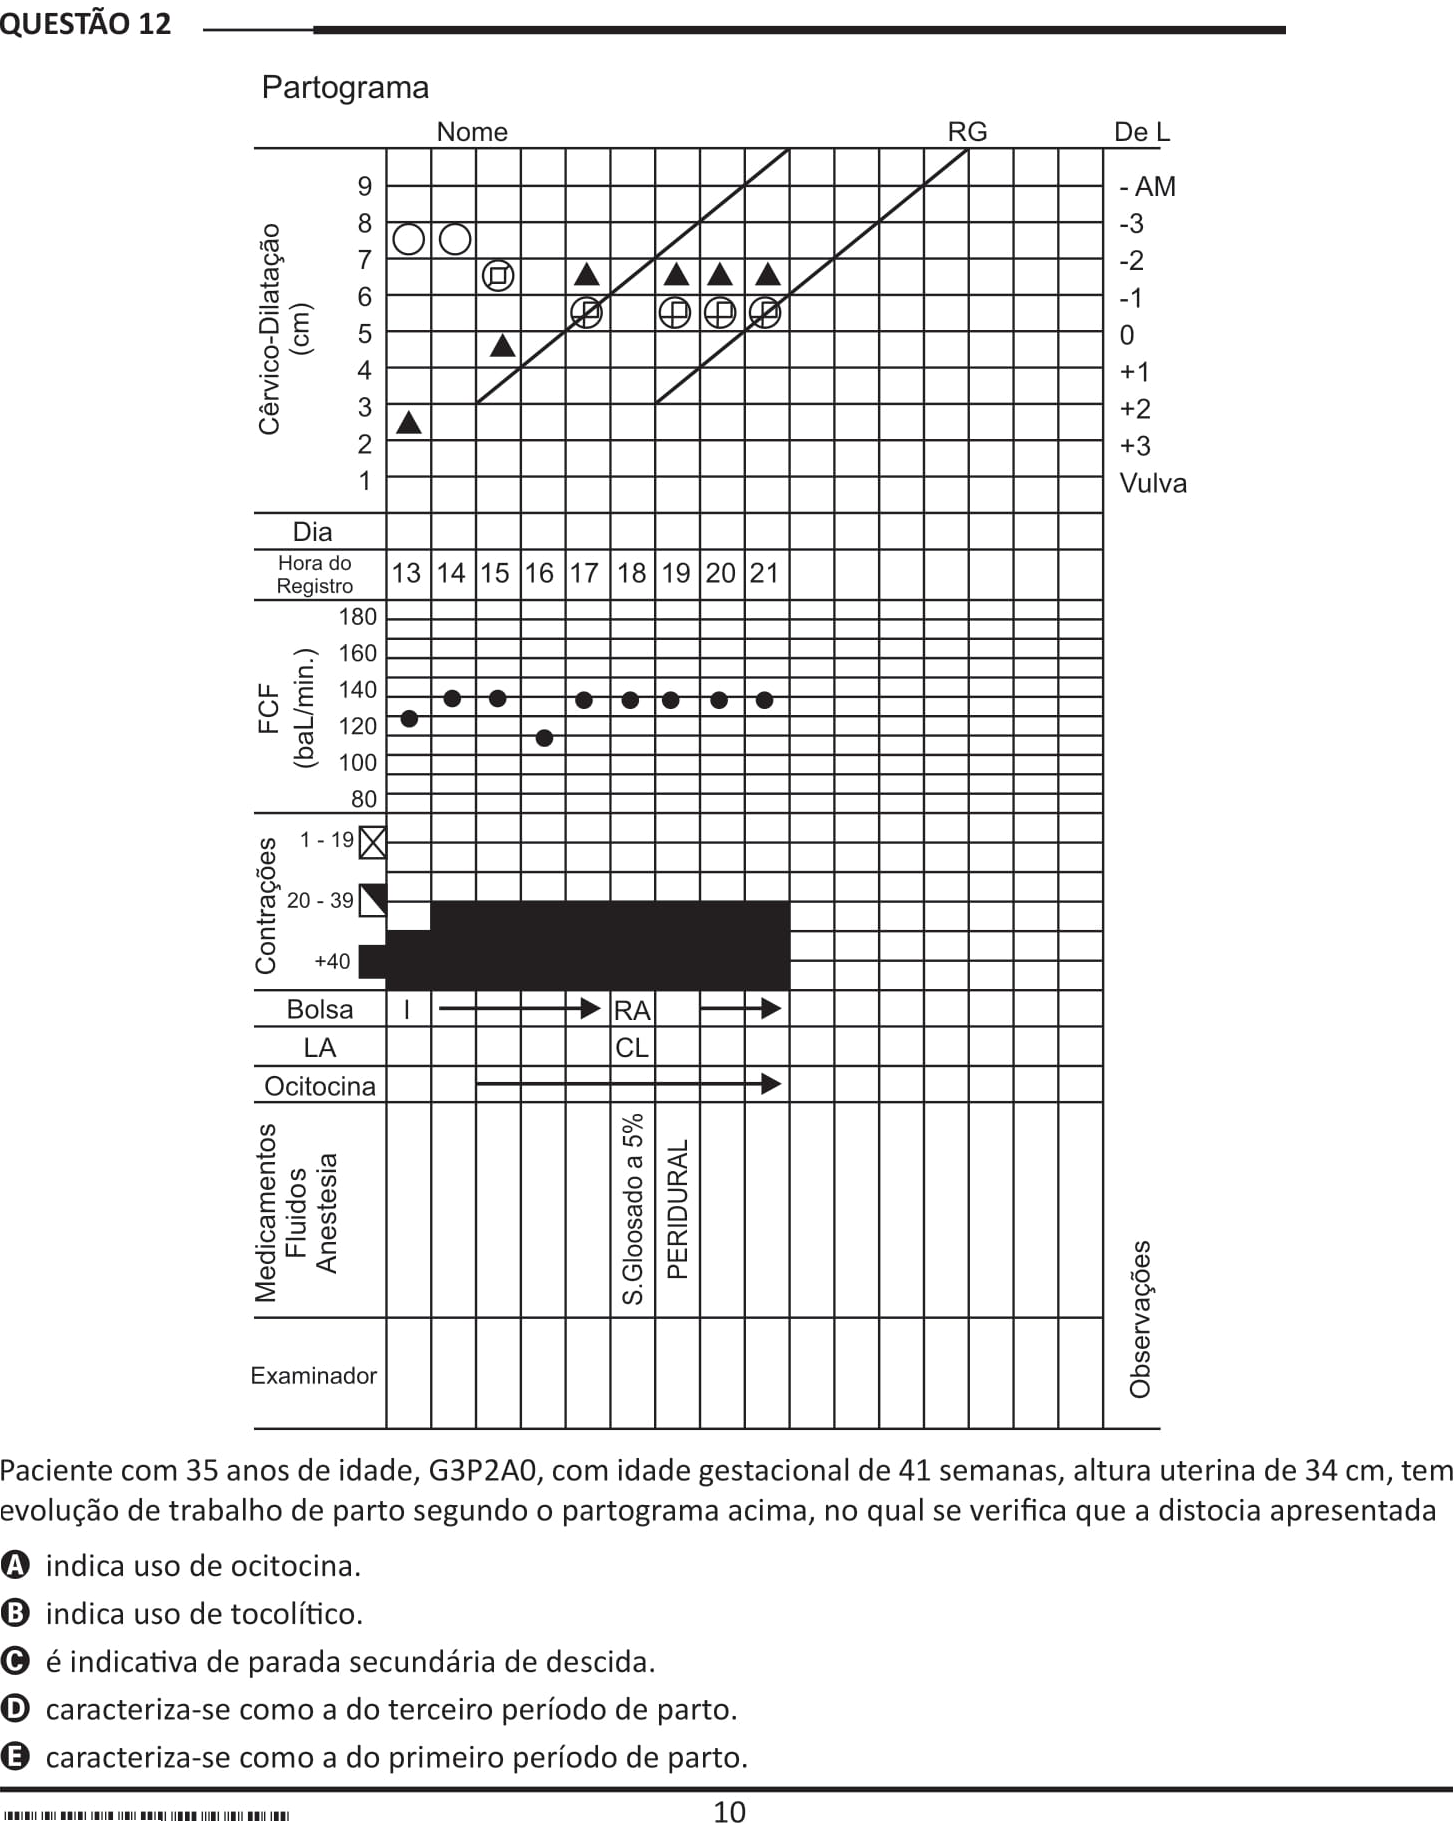 QUESTÃO 12
Partograma
Nome RG De L
Cêrvico-Dilatação
(cm)
9 - AM
8 -3
7 -2
6 -1
5 0
4 +1
3 +2
2 +3
1 Vulva
Dia
Hora do
Registro
13 14 15 16 17 18 19 20 21
FCF
(baL/min.)
180
160
140
120
100
80
Contrações
1 - 19
20 - 39
+40
Bolsa I RA
LA CL
Ocitocina
Medicamentos
Fluidos
Anestesia
S.Gloosado a 5%
PERIDURAL
Observações
Examinador
Paciente com 35 anos de idade, G3P2A0, com idade gestacional de 41 semanas, altura uterina de 34 cm, tem
evolução de trabalho de parto segundo o partograma acima, no qual se verifica que a distocia apresentada
A indica uso de ocitocina.
B indica uso de tocolítico.
C é indicativa de parada secundária de descida.
D caracteriza-se como a do terceiro período de parto.
E caracteriza-se como a do primeiro período de parto.
10